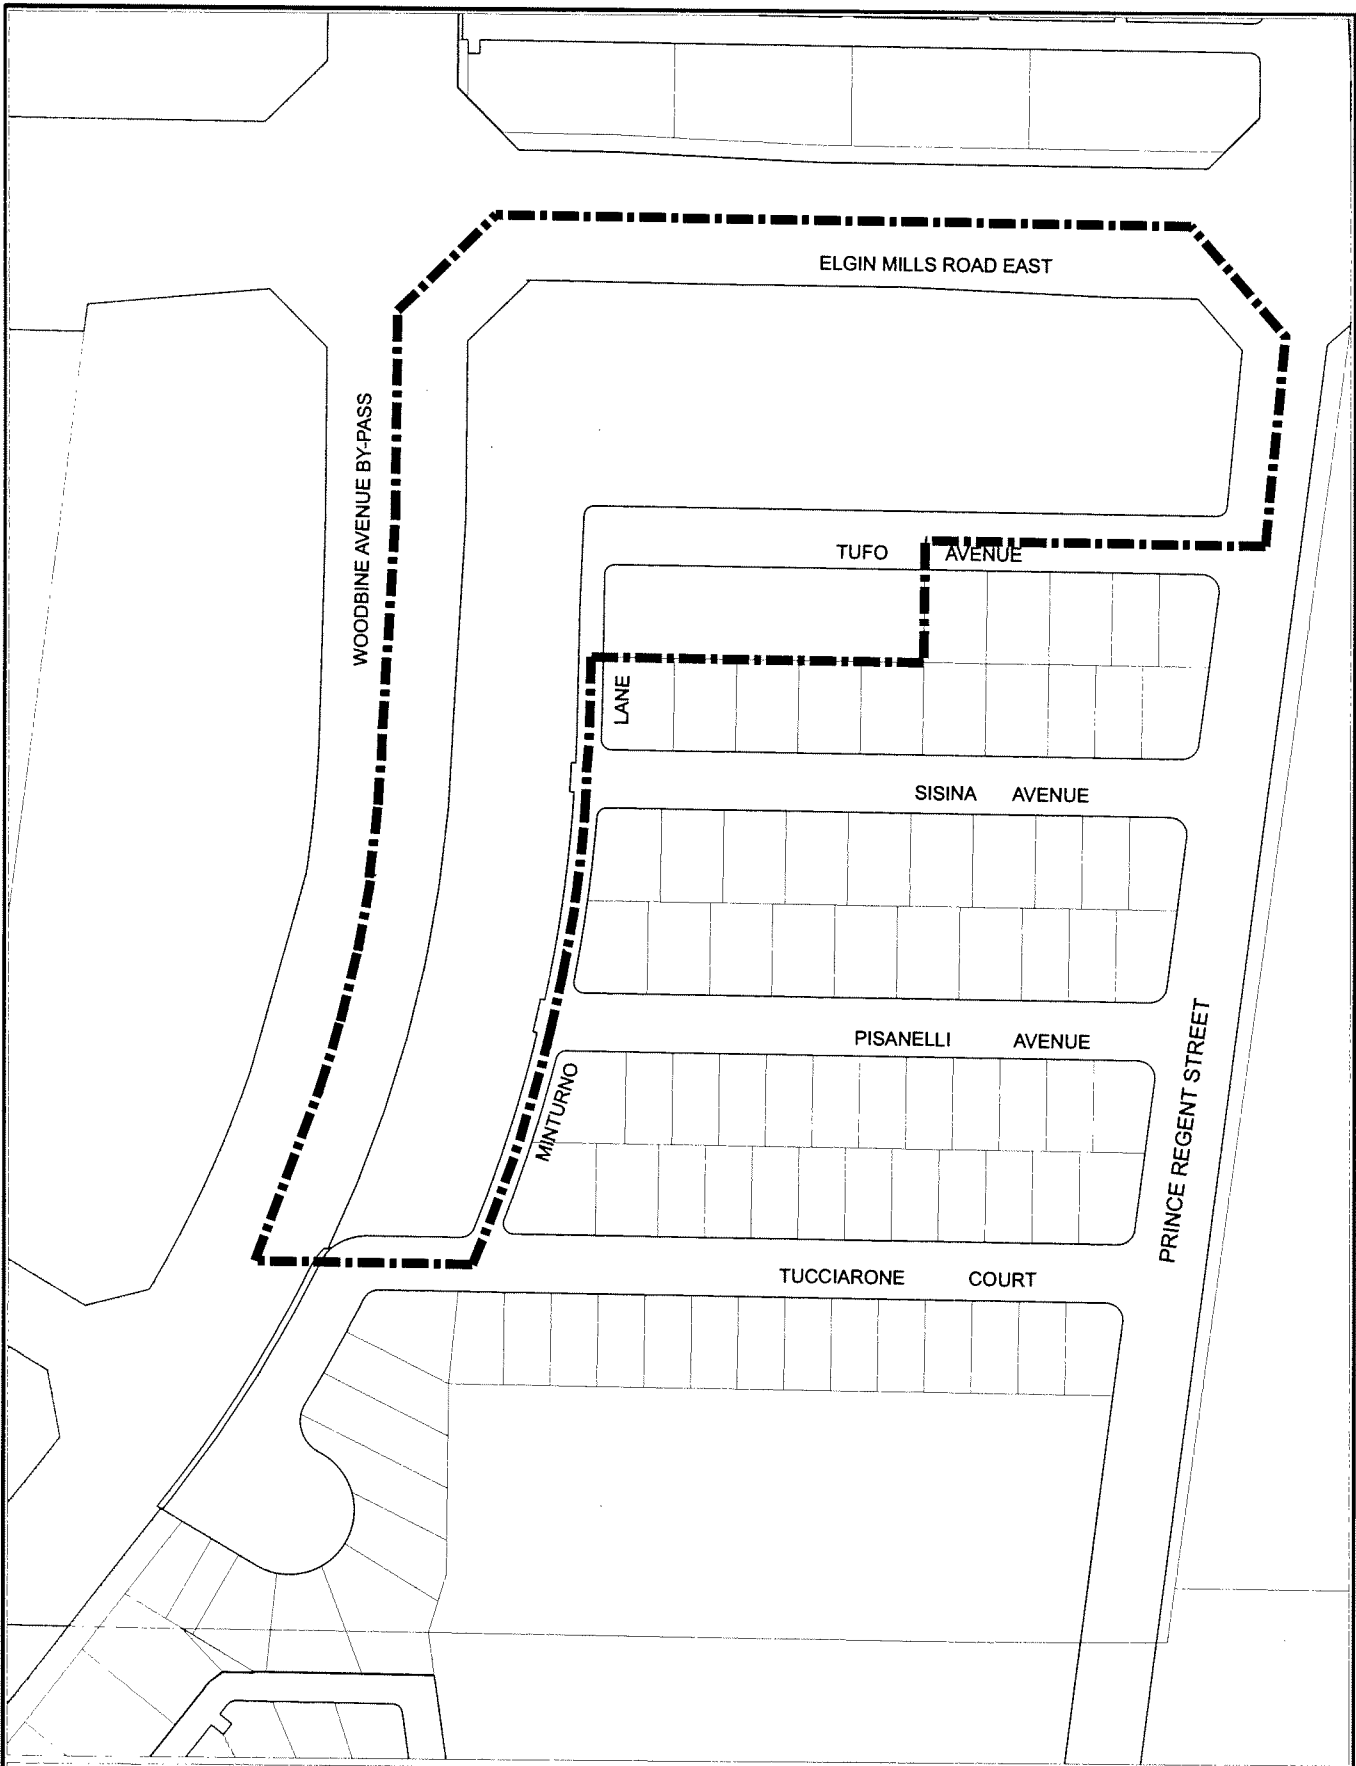 ELGIN MILLS ROAD EAST
WOODBINE AVENUE BY-PASS
TUFO AVENUE
LANE
SISINA AVENUE
PISANELLI AVENUE
MINTURNO
PRINCE REGENT STREET
TUCCIARONE COURT